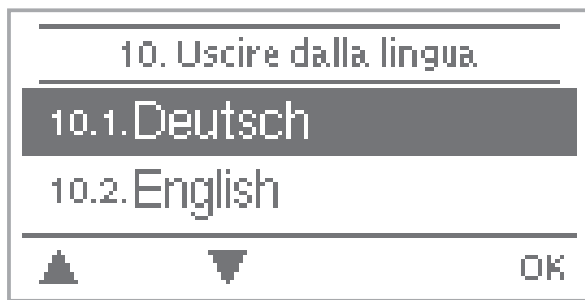 10. Uscire dalla lingua
10.1. Deutsch
10.2. English
OK